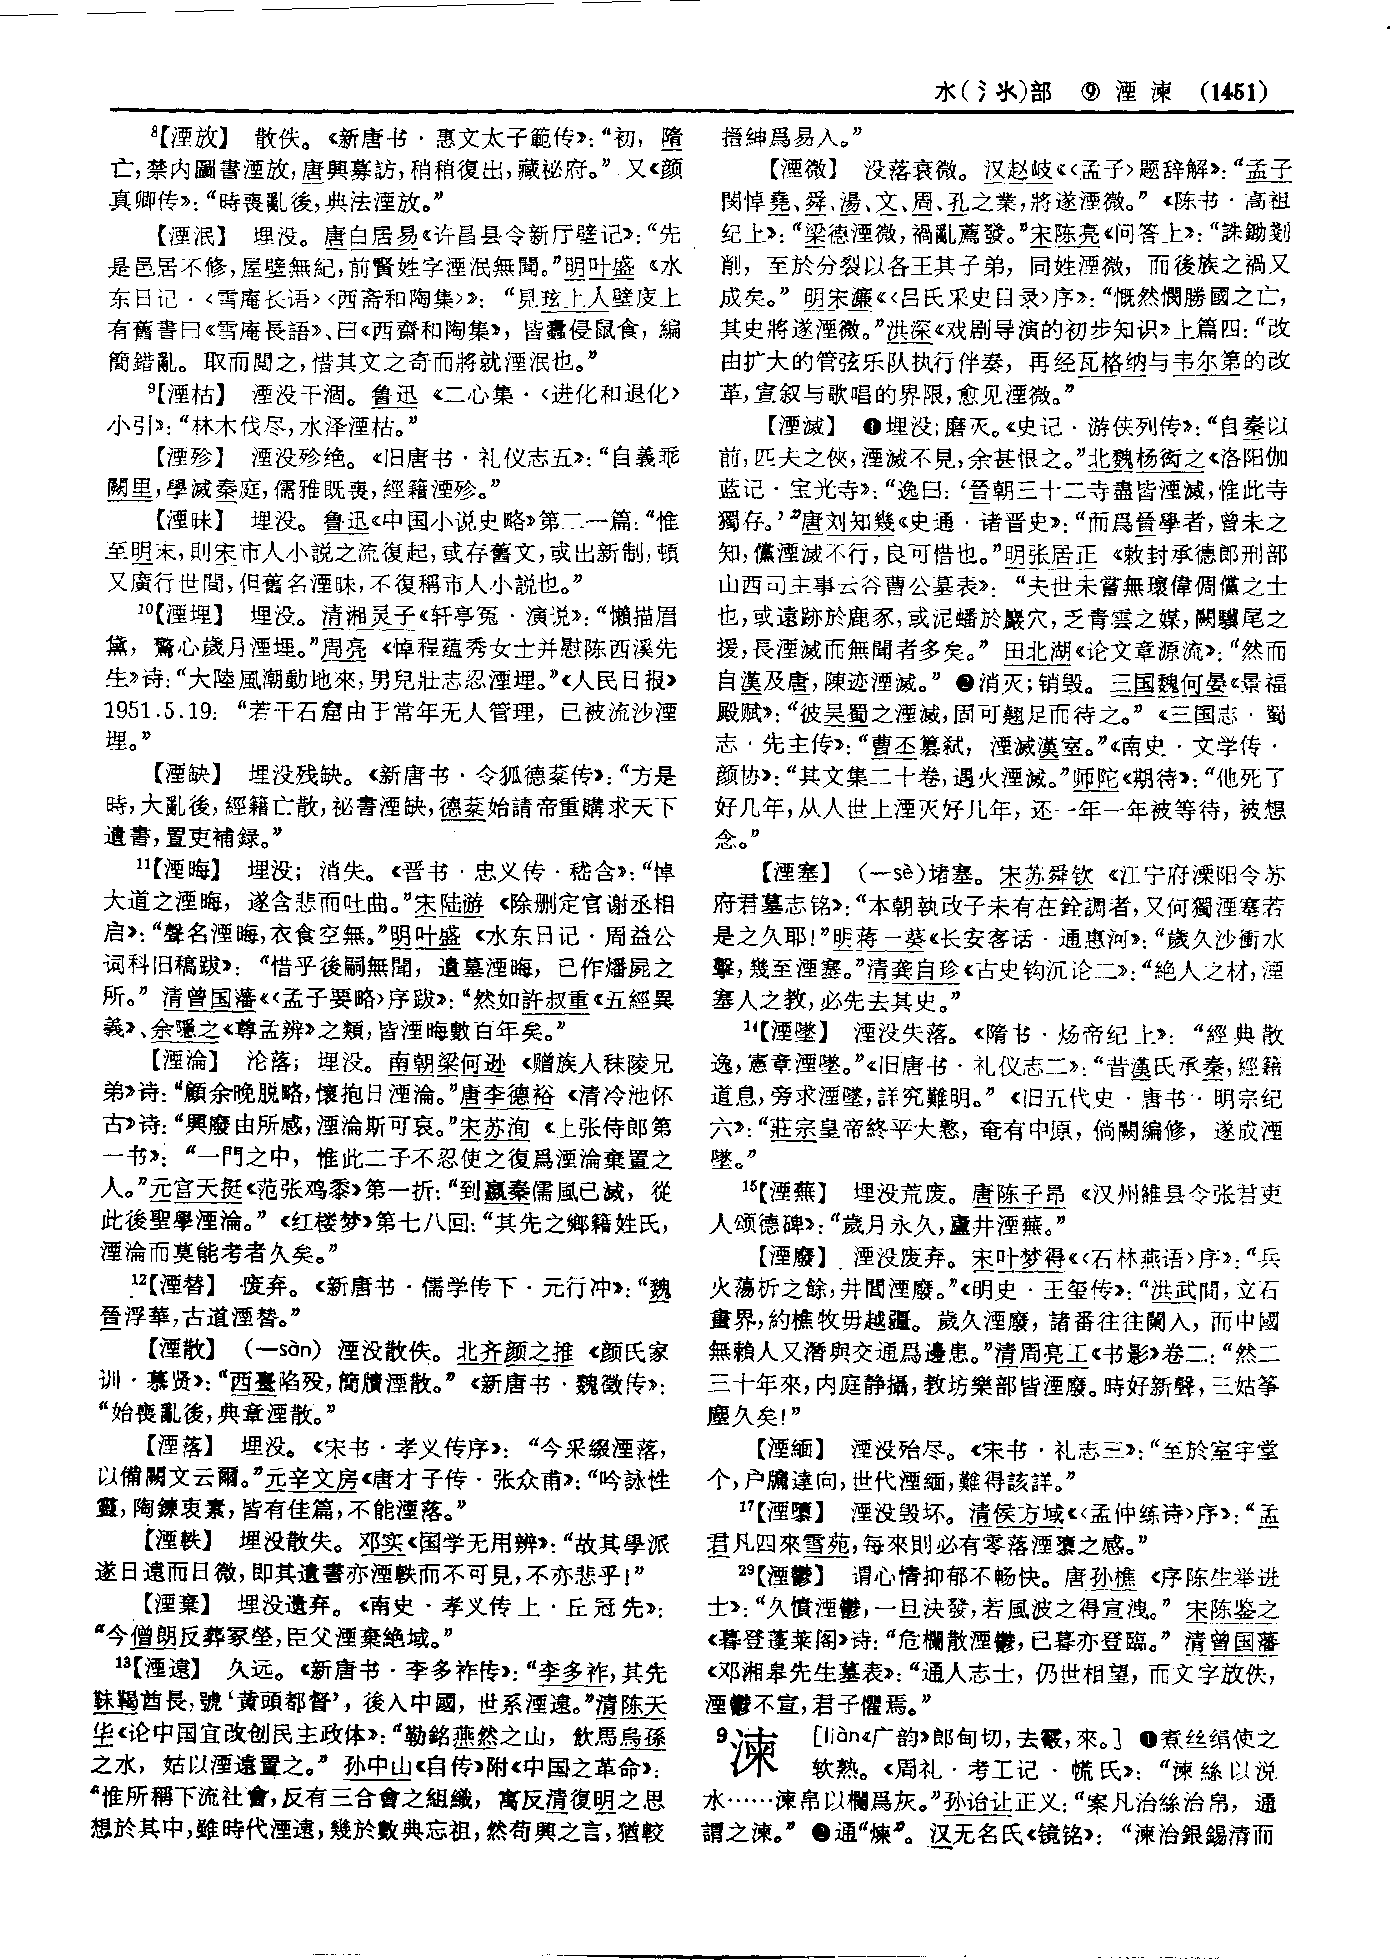 水(氵氺)部　⑨　湮　湅　(1451)
⁸【湮放】　散佚。《新唐书·惠文太子範传》：“初，隋
亡，禁内圖書湮放，唐興募訪，稍稍復出，藏祕府。”又《颜
真卿传》：“時喪亂後，典法湮放。”
【湮泯】　埋没。唐白居易《许昌县令新厅壁记》：“先
是邑居不修，屋壁無紀，前賢姓字湮泯無聞。”明叶盛《水
东日记·〈雪庵长语〉〈西斋和陶集〉》：“見玹上人壁庋上
有舊書曰《雪庵長語》、曰《西齋和陶集》，皆蠹侵鼠食，編
簡錯亂。取而閲之，惜其文之奇而將就湮泯也。”
⁹【湮枯】　湮没干涸。鲁迅《二心集·〈进化和退化〉
小引》：“林木伐尽，水泽湮枯。”
【湮殄】　湮没殄绝。《旧唐书·礼仪志五》：“自義乖
闕里，學滅秦庭，儒雅既喪，經籍湮殄。”
【湮昧】　埋没。鲁迅《中国小说史略》第二一篇：“惟
至明末，則宋市人小説之流復起，或存舊文，或出新制，頓
又廣行世間，但舊名湮昧，不復稱市人小説也。”
¹⁰【湮埋】　埋没。清湘灵子《轩亭冤·演说》：“懒描眉
黛，驚心歲月湮埋。”周亮《悼程蕴秀女士并慰陈西溪先
生》诗：“大陸風潮動地來，男兒壯志忍湮埋。”《人民日报》
1951.5.19：“若干石窟由于常年无人管理，已被流沙湮
埋。”
【湮缺】　埋没残缺。《新唐书·令狐德棻传》：“方是
時，大亂後，經籍亡散，祕書湮缺，德棻始請帝重購求天下
遺書，置吏補録。”
¹¹【湮晦】　埋没；消失。《晋书·忠义传·嵇含》：“悼
大道之湮晦，遂含悲而吐曲。”宋陆游《除删定官谢丞相
启》：“聲名湮晦，衣食空無。”明叶盛《水东日记·周益公
词科旧稿跋》：“惜乎後嗣無聞，遺墓湮晦，已作燔屍之
所。”清曾国藩《〈孟子要略〉序跋》：“然如許叔重《五經異
義》、余隱之《尊孟辨》之類，皆湮晦數百年矣。”
【湮淪】　沦落；埋没。南朝梁何逊《赠族人秣陵兄
弟》诗：“顧余晚脱略，懷抱日湮淪。”唐李德裕《清冷池怀
古》诗：“興廢由所感，湮淪斯可哀。”宋苏洵《上张侍郎第
一书》：“一門之中，惟此二子不忍使之復爲湮淪棄置之
人。”元宫天挺《范张鸡黍》第一折：“到嬴秦儒風已滅，從
此後聖學湮淪。”《红楼梦》第七八回：“其先之鄉籍姓氏，
湮淪而莫能考者久矣。”
¹²【湮替】　废弃。《新唐书·儒学传下·元行冲》：“魏
晉浮華，古道湮替。”
【湮散】　(—sàn)　湮没散佚。北齐颜之推《颜氏家
训·慕贤》：“西臺陷殁，簡牘湮散。”《新唐书·魏徵传》：
“始喪亂後，典章湮散。”
【湮落】　埋没。《宋书·孝义传序》：“今采缀湮落，
以備闕文云爾。”元辛文房《唐才子传·张众甫》：“吟詠性
靈，陶鍊衷素，皆有佳篇，不能湮落。”
【湮軼】　埋没散失。邓实《国学无用辨》：“故其學派
遂日遠而日微，即其遺書亦湮軼而不可見，不亦悲乎！”
【湮棄】　埋没遗弃。《南史·孝义传上·丘冠先》：
“今僧朗反葬冢塋，臣父湮棄絶域。”
¹³【湮遠】　久远。《新唐书·李多祚传》：“李多祚，其先
靺鞨酋長，號‘黄頭都督’，後入中國，世系湮遠。”清陈天
华《论中国宜改创民主政体》：“勒銘燕然之山，飲馬烏孫
之水，姑以湮遠置之。”孙中山《自传》附《中国之革命》：
“惟所稱下流社會，反有三合會之組織，寓反清復明之思
想於其中，雖時代湮遠，幾於數典忘祖，然苟興之言，猶較
搢紳爲易入。”
【湮微】　没落衰微。汉赵岐《〈孟子〉题辞解》：“孟子
閔悼堯、舜、湯、文、周、孔之業，將遂湮微。”《陈书·高祖
纪上》：“梁德湮微，禍亂薦發。”宋陈亮《问答上》：“誅鋤剗
削，至於分裂以各王其子弟，同姓湮微，而後族之禍又
成矣。”明宋濂《〈吕氏采史目录〉序》：“慨然憫勝國之亡，
其史將遂湮微。”洪深《戏剧导演的初步知识》上篇四：“改
由扩大的管弦乐队执行伴奏，再经瓦格纳与韦尔第的改
革，宣叙与歌唱的界限，愈见湮微。”
【湮滅】　❶埋没；磨灭。《史记·游侠列传》：“自秦以
前，匹夫之俠，湮滅不見，余甚恨之。”北魏杨衒之《洛阳伽
蓝记·宝光寺》：“逸曰：‘晉朝三十二寺盡皆湮滅，惟此寺
獨存。’”唐刘知幾《史通·诸晋史》：“而爲晉學者，曾未之
知，儻湮滅不行，良可惜也。”明张居正《敕封承德郎刑部
山西司主事云谷曹公墓表》：“夫世未嘗無瓌偉倜儻之士
也，或遠跡於鹿豕，或泥蟠於巖穴，乏青雲之媒，闕驥尾之
援，長湮滅而無聞者多矣。”田北湖《论文章源流》：“然而
自漢及唐，陳迹湮滅。”❷消灭；销毁。三国魏何晏《景福
殿赋》：“彼吴蜀之湮滅，固可翹足而待之。”《三国志·蜀
志·先主传》：“曹丕篡弑，湮滅漢室。”《南史·文学传·
颜协》：“其文集二十卷，遇火湮滅。”师陀《期待》：“他死了
好几年，从人世上湮灭好几年，还一年一年被等待，被想
念。”
【湮塞】　(—sè)堵塞。宋苏舜钦《江宁府溧阳令苏
府君墓志铭》：“本朝執政子未有在銓調者，又何獨湮塞若
是之久耶！”明蒋一葵《长安客话·通惠河》：“歲久沙衝水
擊，幾至湮塞。”清龚自珍《古史钩沉论二》：“絶人之材，湮
塞人之教，必先去其史。”
¹⁴【湮墜】　湮没失落。《隋书·炀帝纪上》：“經典散
逸，憲章湮墜。”《旧唐书·礼仪志二》：“昔漢氏承秦，經籍
道息，旁求湮墜，詳究難明。”《旧五代史·唐书·明宗纪
六》：“莊宗皇帝終平大憝，奄有中原，倘闕編修，遂成湮
墜。”
¹⁵【湮蕪】　埋没荒废。唐陈子昂《汉州雒县令张君吏
人颂德碑》：“歲月永久，廬井湮蕪。”
【湮廢】　湮没废弃。宋叶梦得《〈石林燕语〉序》：“兵
火蕩析之餘，井閭湮廢。”《明史·王玺传》：“洪武間，立石
畫界，約樵牧毋越疆。歲久湮廢，諸番往往闌入，而中國
無賴人又潛與交通爲邊患。”清周亮工《书影》卷二：“然二
三十年來，内庭静攝，教坊樂部皆湮廢。時好新聲，三姑筝
塵久矣！”
【湮緬】　湮没殆尽。《宋书·礼志三》：“至於室宇堂
个，户牖達向，世代湮緬，難得該詳。”
¹⁷【湮隳】　湮没毁坏。清侯方域《〈孟仲练诗〉序》：“孟
君凡四來雪苑，每來則必有零落湮隳之感。”
²⁹【湮鬱】　谓心情抑郁不畅快。唐孙樵《序陈生举进
士》：“久憤湮鬱，一旦決發，若風波之得宣洩。”宋陈鉴之
《暮登蓬莱阁》诗：“危欄散湮鬱，已暮亦登臨。”清曾国藩
《邓湘皋先生墓表》：“通人志士，仍世相望，而文字放佚，
湮鬱不宣，君子懼焉。”
⁹湅　[liàn《广韵》郎甸切，去霰，來。]　❶煮丝绢使之
软熟。《周礼·考工记·㡛氏》：“湅絲以涗
水……湅帛以欄爲灰。”孙诒让正义：“案凡治絲治帛，通
謂之湅。”❷通“煉”。汉无名氏《镜铭》：“湅治銀錫清而